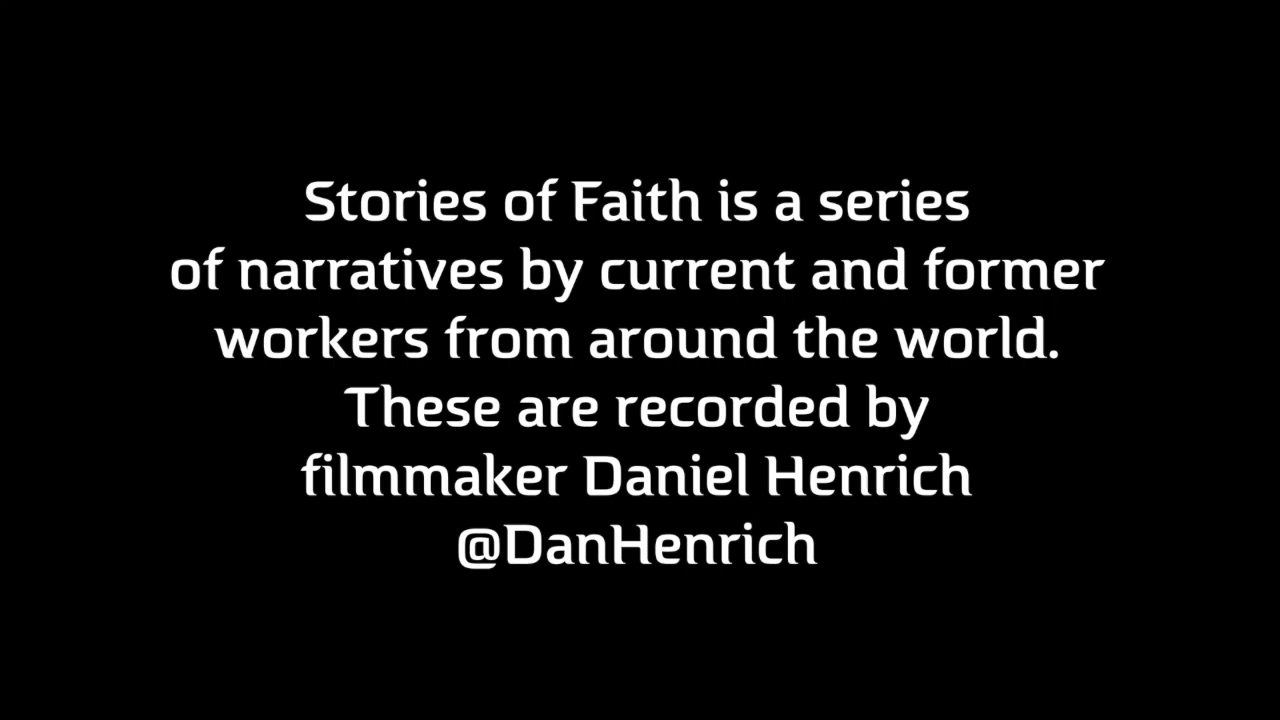 Stories of Faith is a series
of narratives by current and former
workers from around the world.
These are recorded by
filmmaker Daniel Henrich
@DanHenrich